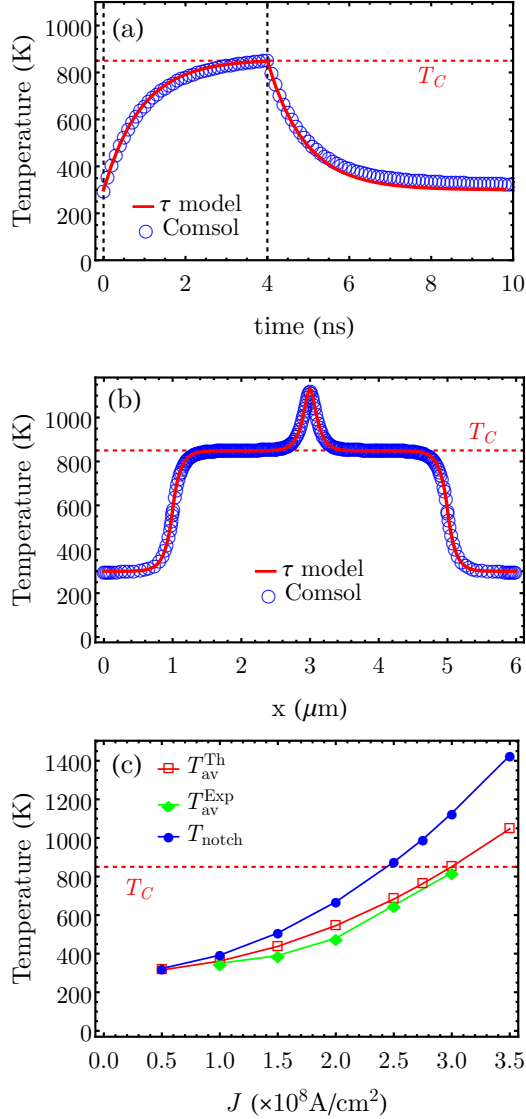 (a)
1000
800
600
400
200
0
Temperature (K)
T_C
τ model
Comsol
0 2 4 6 8 10
time (ns)
(b)
1000
800
600
400
200
0
Temperature (K)
T_C
τ model
Comsol
0 1 2 3 4 5 6
x (μm)
(c)
1400
1200
1000
800
600
400
200
0
Temperature (K)
T_av^Th
T_av^Exp
T_notch
T_C
0.0 0.5 1.0 1.5 2.0 2.5 3.0 3.5
J (×10^8A/cm^2)